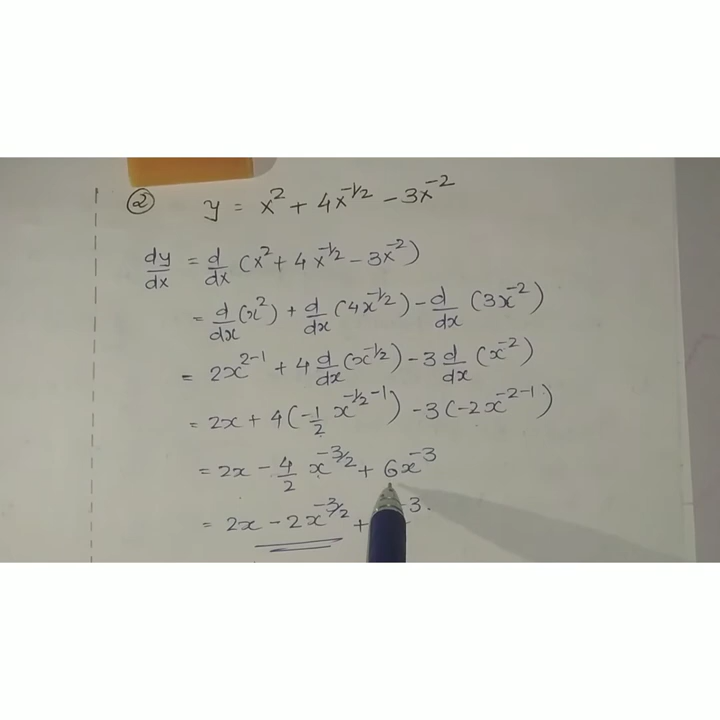 ② y = x² + 4x^{-1/2} - 3x^{-2}
dy/dx = d/dx (x² + 4x^{-1/2} - 3x^{-2})
= d/dx (x²) + d/dx (4x^{-1/2}) - d/dx (3x^{-2})
= 2x^{2-1} + 4 d/dx (x^{-1/2}) - 3 d/dx (x^{-2})
= 2x + 4(-1/2 x^{-1/2-1}) - 3(-2x^{-2-1})
= 2x - 4/2 x^{-3/2} + 6x^{-3}
= 2x - 2x^{-3/2} + ^{-3}.